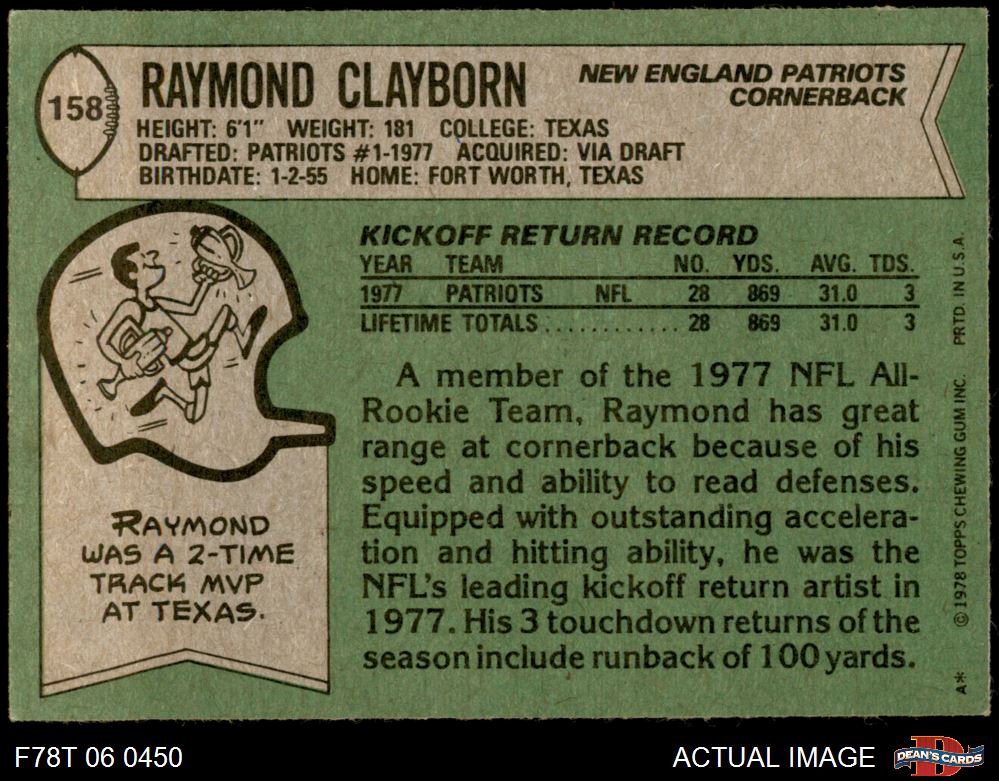 158
RAYMOND CLAYBORN
NEW ENGLAND PATRIOTS
CORNERBACK
HEIGHT: 6'1" WEIGHT: 181 COLLEGE: TEXAS
DRAFTED: PATRIOTS #1-1977 ACQUIRED: VIA DRAFT
BIRTHDATE: 1-2-55 HOME: FORT WORTH, TEXAS
KICKOFF RETURN RECORD
YEAR TEAM NO. YDS. AVG. TDS.
1977 PATRIOTS NFL 28 869 31.0 3
LIFETIME TOTALS............ 28 869 31.0 3
A member of the 1977 NFL All-
Rookie Team, Raymond has great
range at cornerback because of his
speed and ability to read defenses.
Equipped with outstanding accelera-
tion and hitting ability, he was the
NFL's leading kickoff return artist in
1977. His 3 touchdown returns of the
season include runback of 100 yards.
RAYMOND
WAS A 2-TIME
TRACK MVP
AT TEXAS.
A* ©1978 TOPPS CHEWING GUM INC. PRTD. IN U.S.A.
F78T 06 0450
ACTUAL IMAGE
D
DEAN'S CARDS